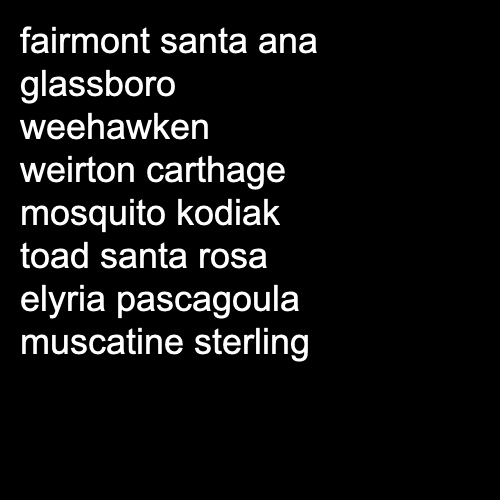 fairmont santa ana
glassboro
weehawken
weirton carthage
mosquito kodiak
toad santa rosa
elyria pascagoula
muscatine sterling